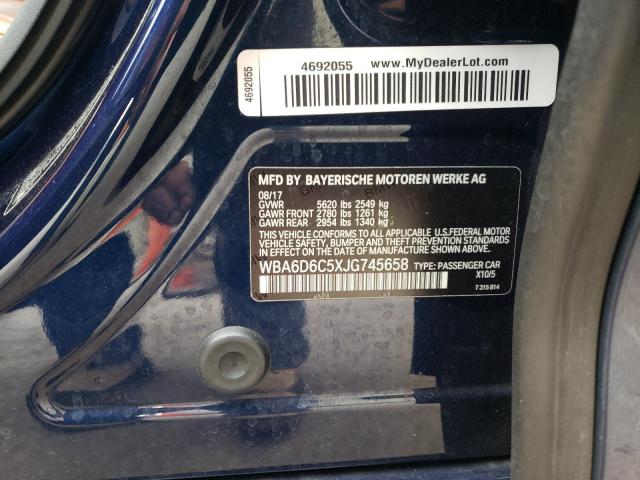 4692055 www.MyDealerLot.com
4692055
MFD BY BAYERISCHE MOTOREN WERKE AG
08/17
GVWR 5620 lbs 2549 kg
GAWR FRONT 2780 lbs 1261 kg
GAWR REAR 2954 lbs 1340 kg
THIS VEHICLE CONFORMS TO ALL APPLICABLE U.S.FEDERAL MOTOR
VEHICLE SAFETY, BUMPER, AND THEFT PREVENTION STANDARDS IN
EFFECT ON THE DATE OF MANUFACTURE SHOWN ABOVE.
WBA6D6C5XJG745658 TYPE: PASSENGER CAR
X10/5
7 315 814